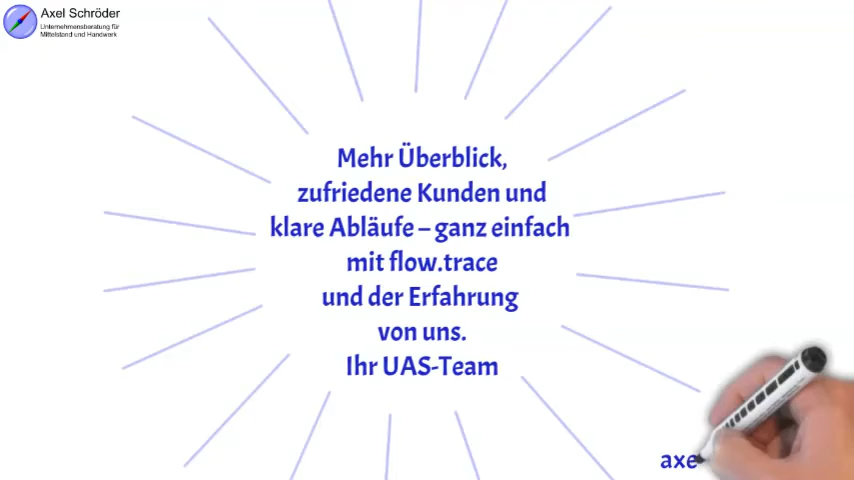 Axel Schröder
Unternehmensberatung für
Mittelstand und Handwerk
Mehr Überblick,
zufriedene Kunden und
klare Abläufe – ganz einfach
mit flow.trace
und der Erfahrung
von uns.
Ihr UAS-Team
axe